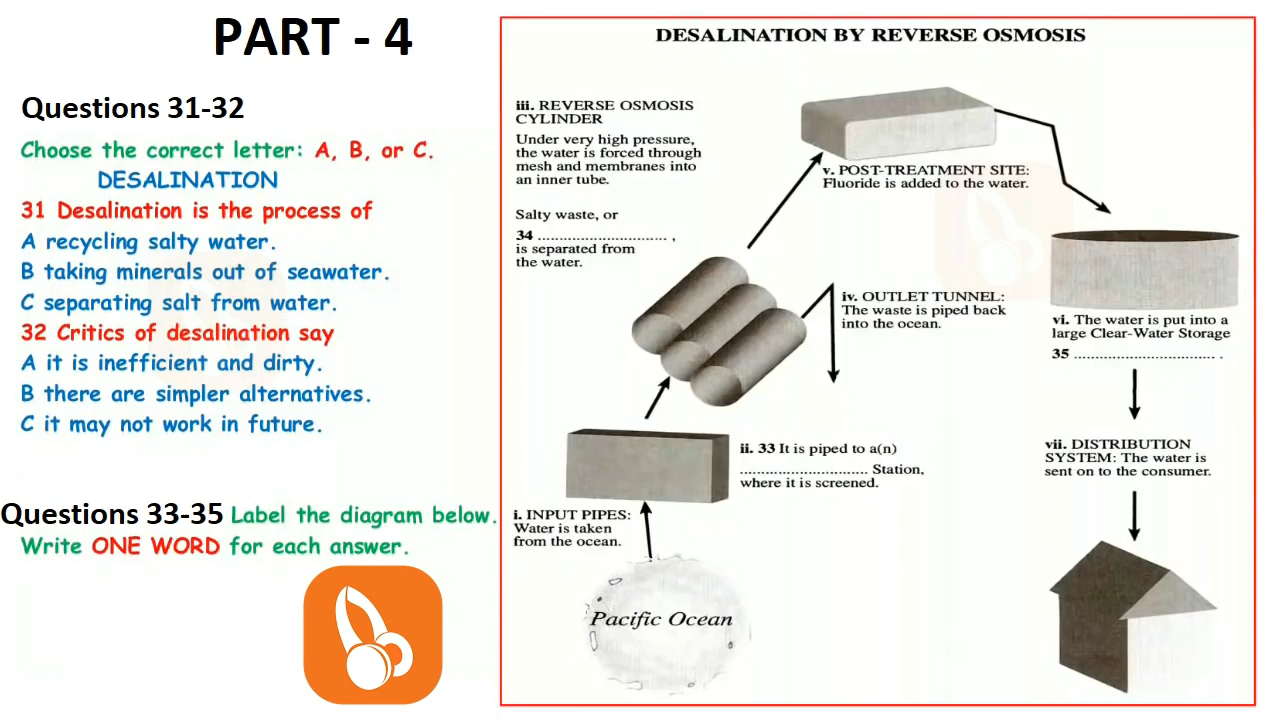 PART - 4
Questions 31-32
Choose the correct letter: A, B, or C.
DESALINATION
31 Desalination is the process of
A recycling salty water.
B taking minerals out of seawater.
C separating salt from water.
32 Critics of desalination say
A it is inefficient and dirty.
B there are simpler alternatives.
C it may not work in future.
Questions 33-35 Label the diagram below.
Write ONE WORD for each answer.
DESALINATION BY REVERSE OSMOSIS
iii. REVERSE OSMOSIS
CYLINDER
Under very high pressure,
the water is forced through
mesh and membranes into
an inner tube.
Salty waste, or
34 .............................. ,
is separated from
the water.
v. POST-TREATMENT SITE:
Fluoride is added to the water.
iv. OUTLET TUNNEL:
The waste is piped back
into the ocean.
vi. The water is put into a
large Clear-Water Storage
35 ................................. .
ii. 33 It is piped to a(n)
.............................. Station,
where it is screened.
vii. DISTRIBUTION
SYSTEM: The water is
sent on to the consumer.
i. INPUT PIPES:
Water is taken
from the ocean.
Pacific Ocean